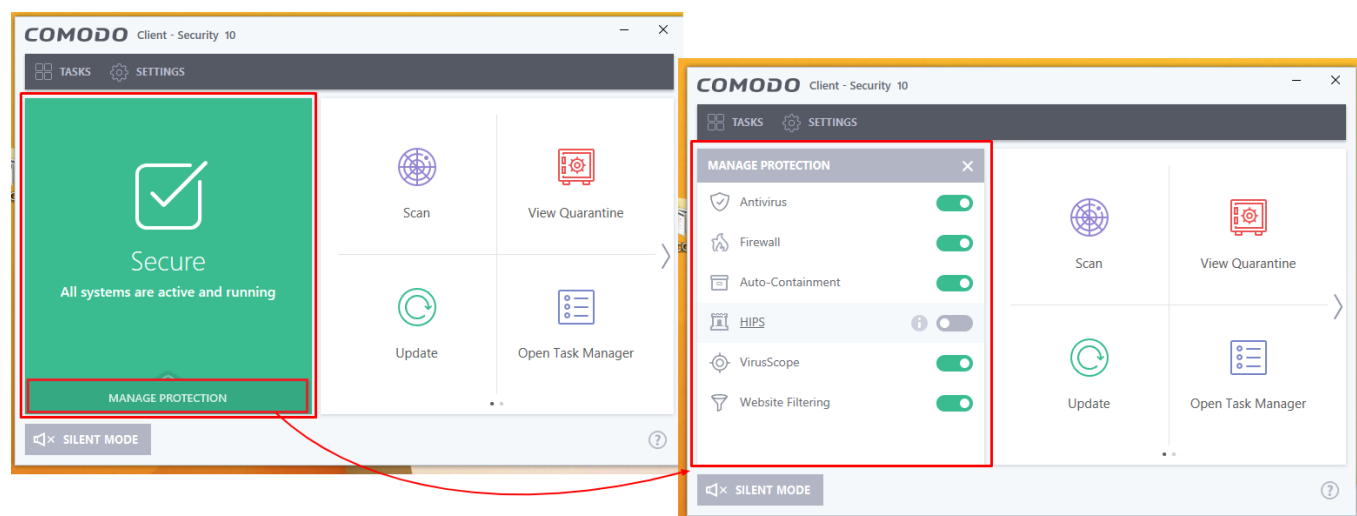 COMODO Client - Security 10
TASKS SETTINGS
Secure
All systems are active and running
MANAGE PROTECTION
Scan
View Quarantine
Update
Open Task Manager
SILENT MODE
?
COMODO Client - Security 10
TASKS SETTINGS
MANAGE PROTECTION
Antivirus
Firewall
Auto-Containment
HIPS
VirusScope
Website Filtering
Scan
View Quarantine
Update
Open Task Manager
SILENT MODE
?